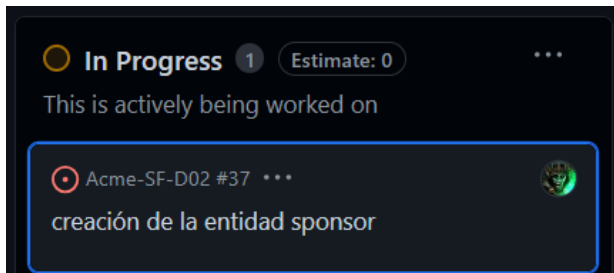 In Progress 1 Estimate: 0
This is actively being worked on
Acme-SF-D02 #37
creación de la entidad sponsor